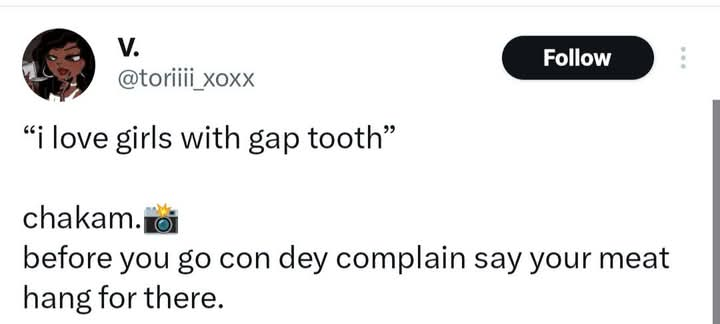 V.
@toriiii_xoxx
Follow
“i love girls with gap tooth”
chakam.📸
before you go con dey complain say your meat
hang for there.